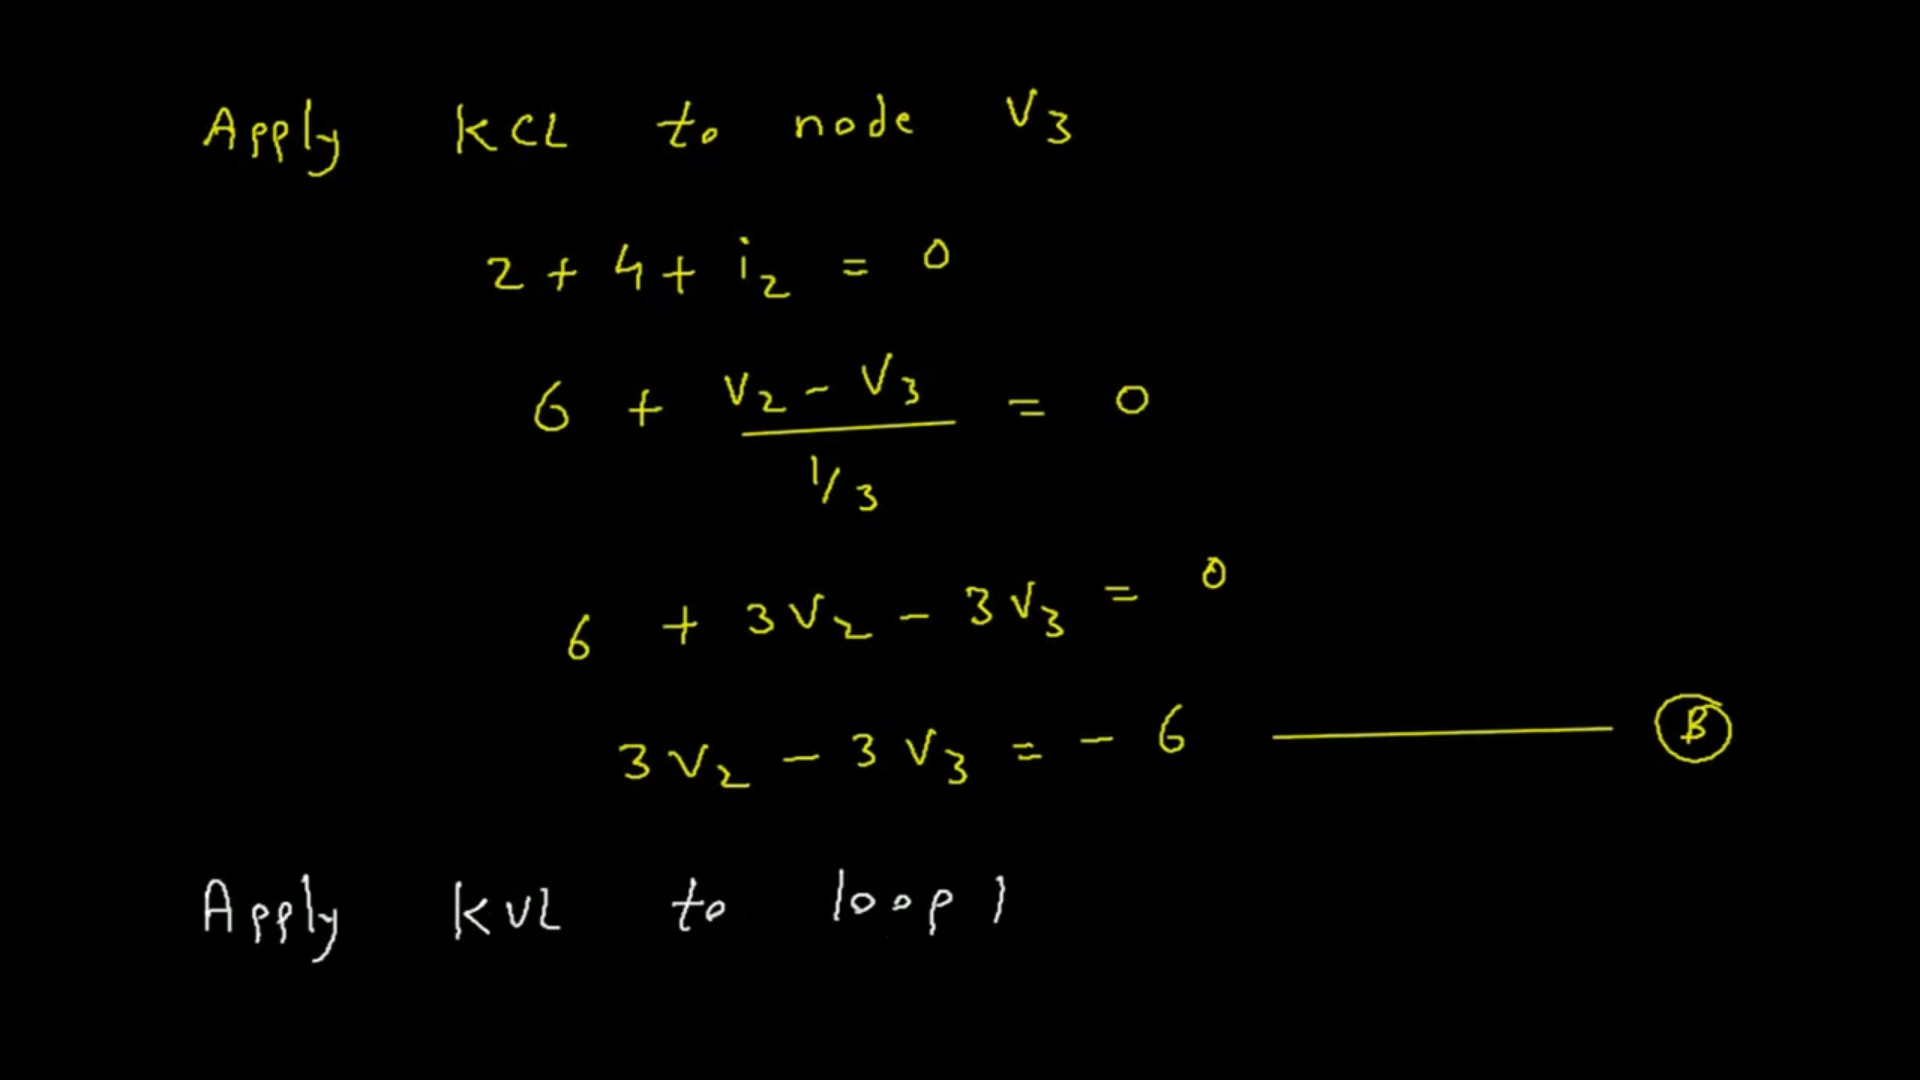 Apply KCL to node V3
2 + 4 + i2 = 0
6 + V2 - V3 = 0
1/3
6 + 3V2 - 3V3 = 0
3V2 - 3V3 = - 6 ——— B
Apply KVL to loop 1